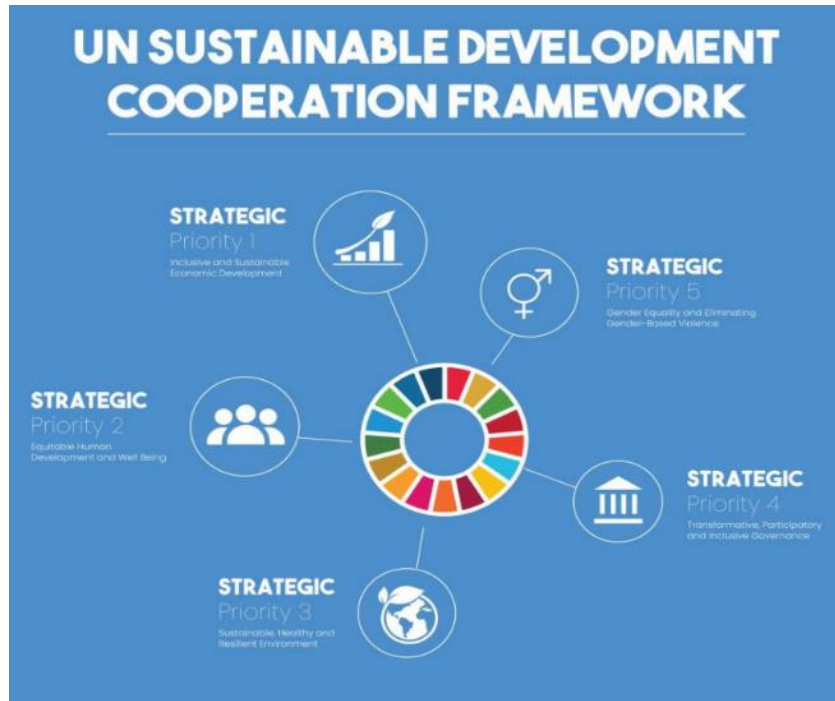 UN SUSTAINABLE DEVELOPMENT
COOPERATION FRAMEWORK
STRATEGIC
Priority 1
Inclusive and Sustainable
Economic Development
STRATEGIC
Priority 5
Gender Equality and Eliminating
Gender-Based Violence
STRATEGIC
Priority 2
Equitable Human
Development and Well Being
STRATEGIC
Priority 4
Transformative, Participatory
and Inclusive Governance
STRATEGIC
Priority 3
Sustainable, Healthy and
Resilient Environment